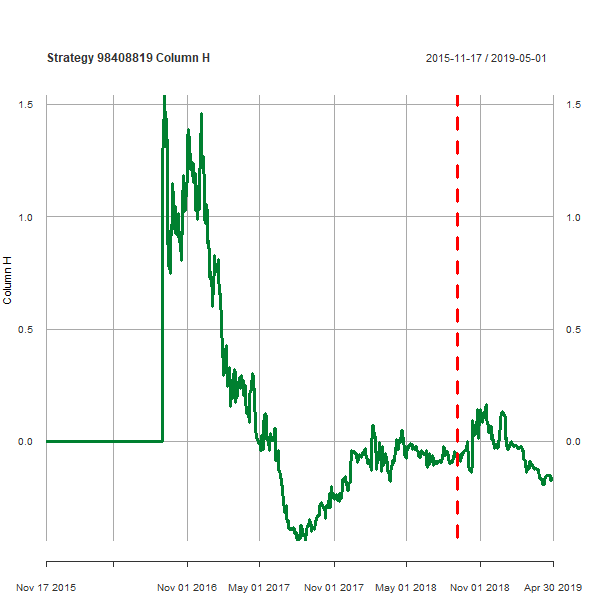 Strategy 98408819 Column H
2015-11-17 / 2019-05-01
1.5
1.5
1.0
1.0
Column H
0.5
0.5
0.0
0.0
Nov 17 2015
Nov 01 2016
May 01 2017
Nov 01 2017
May 01 2018
Nov 01 2018
Apr 30 2019